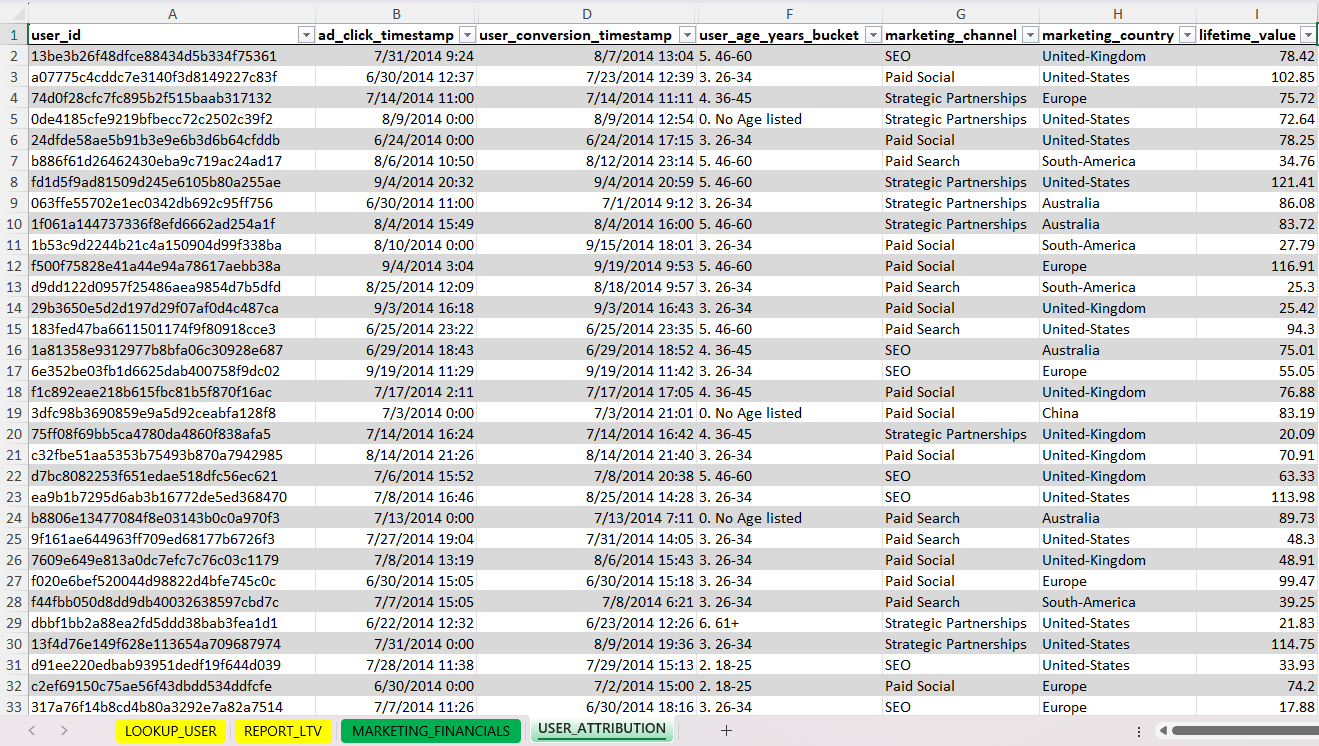 A B D F G H I
1 user_id ad_click_timestamp user_conversion_timestamp user_age_years_bucket marketing_channel marketing_country lifetime_value
2 13be3b26f48dfce88434d5b334f75361 7/31/2014 9:24 8/7/2014 13:04 5. 46-60 SEO United-Kingdom 78.42
3 a07775c4cddc7e3140f3d8149227c83f 6/30/2014 12:37 7/23/2014 12:39 3. 26-34 Paid Social United-States 102.85
4 74d0f28cfc7fc895b2f515baab317132 7/14/2014 11:00 7/14/2014 11:11 4. 36-45 Strategic Partnerships Europe 75.72
5 0de4185cfe9219bfbecc72c2502c39f2 8/9/2014 0:00 8/9/2014 12:54 0. No Age listed Strategic Partnerships United-States 72.64
6 24dfde58ae5b91b3e9e6b3d6b64cfddb 6/24/2014 0:00 6/24/2014 17:15 3. 26-34 Paid Social United-States 78.25
7 b886f61d26462430eba9c719ac24ad17 8/6/2014 10:50 8/12/2014 23:14 5. 46-60 Paid Search South-America 34.76
8 fd1d5f9ad81509d245e6105b80a255ae 9/4/2014 20:32 9/4/2014 20:59 5. 46-60 Strategic Partnerships United-States 121.41
9 063ffe55702e1ec0342db692c95ff756 6/30/2014 11:00 7/1/2014 9:12 3. 26-34 Strategic Partnerships Australia 86.08
10 1f061a144737336f8efd6662ad254a1f 8/4/2014 15:49 8/4/2014 16:00 5. 46-60 Strategic Partnerships Australia 83.72
11 1b53c9d2244b21c4a150904d99f338ba 8/10/2014 0:00 9/15/2014 18:01 3. 26-34 Paid Social South-America 27.79
12 f500f75828e41a44e94a78617aebb38a 9/4/2014 3:04 9/19/2014 9:53 5. 46-60 Paid Social Europe 116.91
13 d9dd122d0957f25486aea9854d7b5dfd 8/25/2014 12:09 8/18/2014 9:57 3. 26-34 Paid Search South-America 25.3
14 29b3650e5d2d197d29f07af0d4c487ca 9/3/2014 16:18 9/3/2014 16:43 3. 26-34 Paid Social United-Kingdom 25.42
15 183fed47ba6611501174f9f80918cce3 6/25/2014 23:22 6/25/2014 23:35 5. 46-60 Paid Search United-States 94.3
16 1a81358e9312977b8bfa06c30928e687 6/29/2014 18:43 6/29/2014 18:52 4. 36-45 SEO Australia 75.01
17 6e352be03fb1d6625dab400758f9dc02 9/19/2014 11:29 9/19/2014 11:42 3. 26-34 SEO Europe 55.05
18 f1c892eae218b615fbc81b5f870f16ac 7/17/2014 2:11 7/17/2014 17:05 4. 36-45 Paid Social United-Kingdom 76.88
19 3dfc98b3690859e9a5d92ceabfa128f8 7/3/2014 0:00 7/3/2014 21:01 0. No Age listed Paid Social China 83.19
20 75ff08f69bb5ca4780da4860f838afa5 7/14/2014 16:24 7/14/2014 16:42 4. 36-45 Strategic Partnerships United-Kingdom 20.09
21 c32fbe51aa5353b75493b870a7942985 8/14/2014 21:26 8/14/2014 21:40 3. 26-34 Paid Social United-Kingdom 70.91
22 d7bc8082253f651edae518dfc56ec621 7/6/2014 15:52 7/8/2014 20:38 5. 46-60 SEO United-Kingdom 63.33
23 ea9b1b7295d6ab3b16772de5ed368470 7/8/2014 16:46 8/25/2014 14:28 3. 26-34 SEO United-States 113.98
24 b8806e13477084f8e03143b0c0a970f3 7/13/2014 0:00 7/13/2014 7:11 0. No Age listed Paid Search Australia 89.73
25 9f161ae644963ff709ed68177b6726f3 7/27/2014 19:04 7/31/2014 14:05 3. 26-34 Paid Search United-States 48.3
26 7609e649e813a0dc7efc7c76c03c1179 7/8/2014 13:19 8/6/2014 15:43 3. 26-34 Paid Social United-Kingdom 48.91
27 f020e6bef520044d98822d4bfe745c0c 6/30/2014 15:05 6/30/2014 15:18 3. 26-34 Paid Social Europe 99.47
28 f44fbb050d8dd9db40032638597cbd7c 7/7/2014 15:05 7/8/2014 6:21 3. 26-34 Paid Search South-America 39.25
29 dbbf1bb2a88ea2fd5ddd38bab3fea1d1 6/22/2014 12:32 6/23/2014 12:26 6. 61+ Strategic Partnerships United-States 21.83
30 13f4d76e149f628e113654a709687974 7/31/2014 0:00 8/9/2014 19:36 3. 26-34 Strategic Partnerships United-States 114.75
31 d91ee220edbab93951dedf19f644d039 7/28/2014 11:38 7/29/2014 15:13 2. 18-25 SEO United-States 33.93
32 c2ef69150c75ae56f43dbdd534ddfcfe 6/30/2014 0:00 7/2/2014 15:00 2. 18-25 Paid Social Europe 74.2
33 317a76f14b8cd4b80a3292e7a82a7514 7/7/2014 11:26 6/30/2014 18:16 3. 26-34 SEO Europe 17.88
LOOKUP_USER REPORT_LTV MARKETING_FINANCIALS USER_ATTRIBUTION